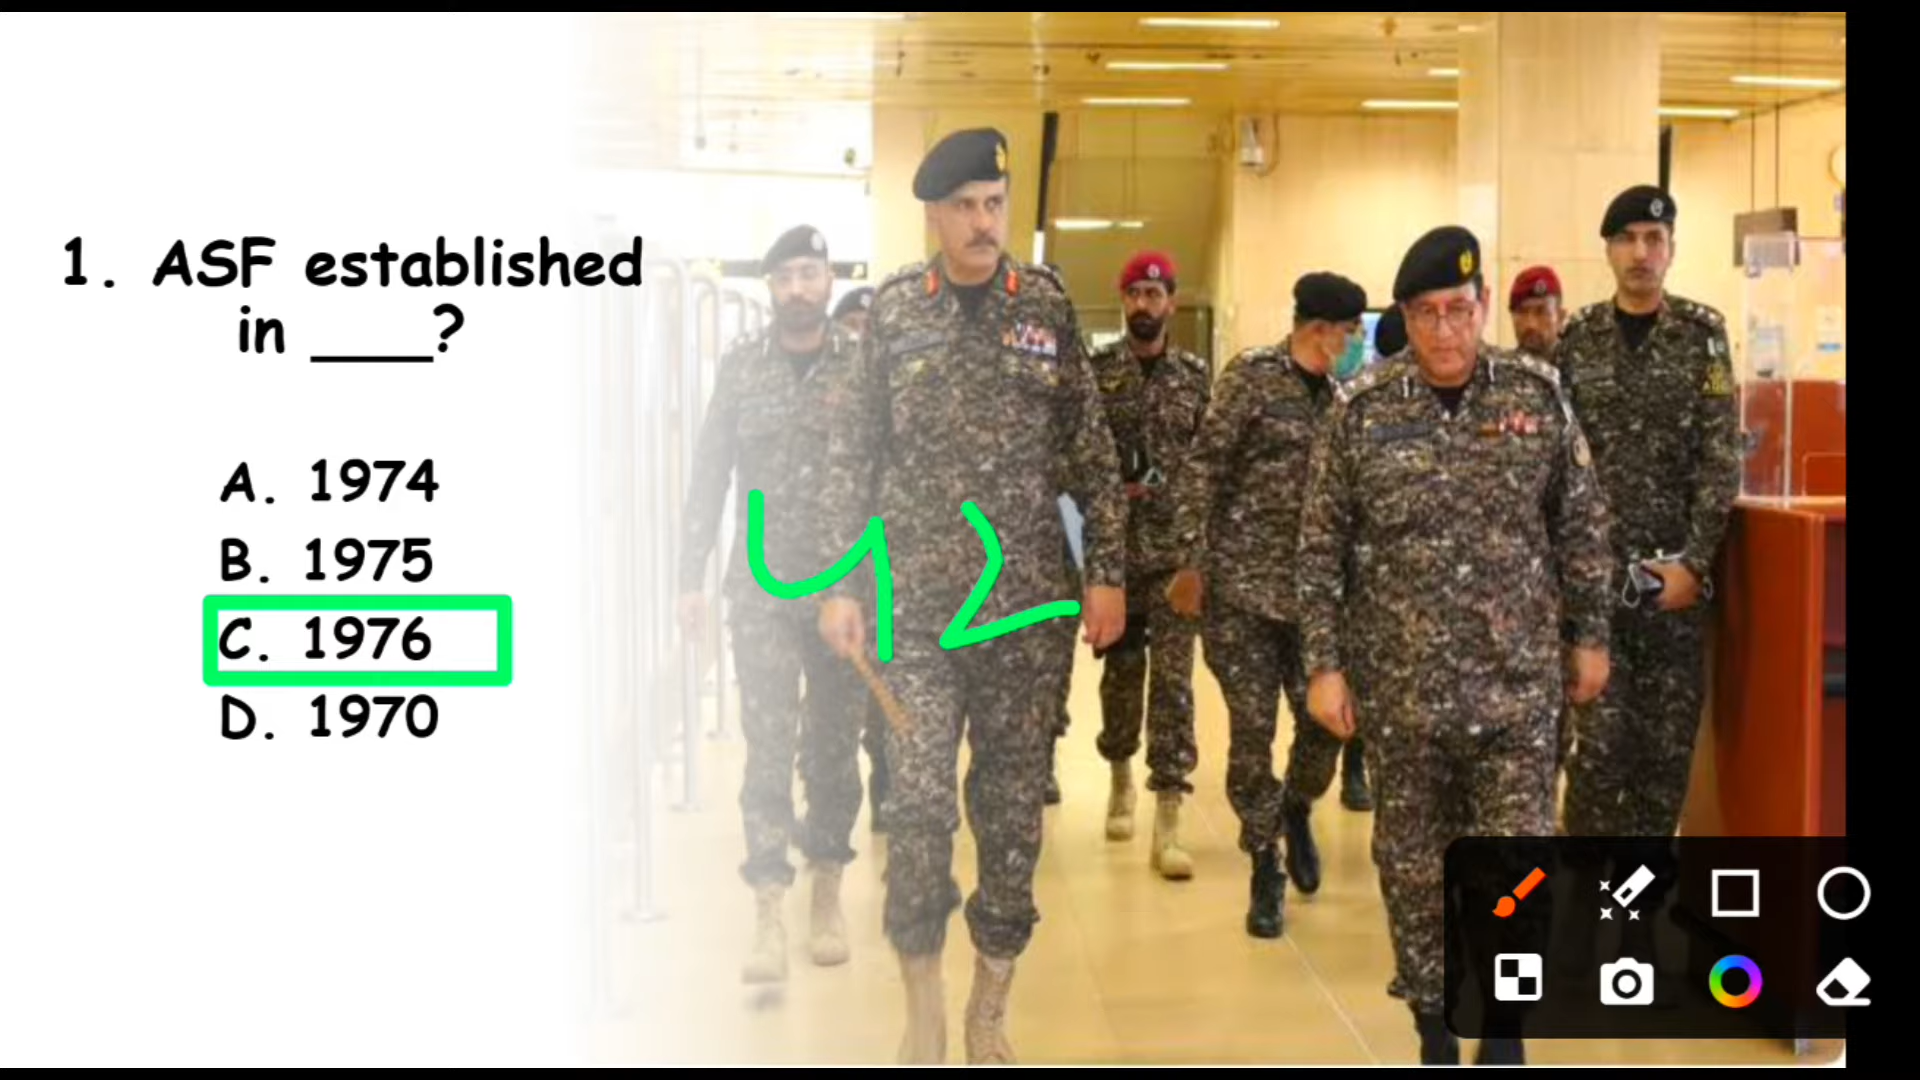 1. ASF established
in ____?
A. 1974
B. 1975
C. 1976
D. 1970
42